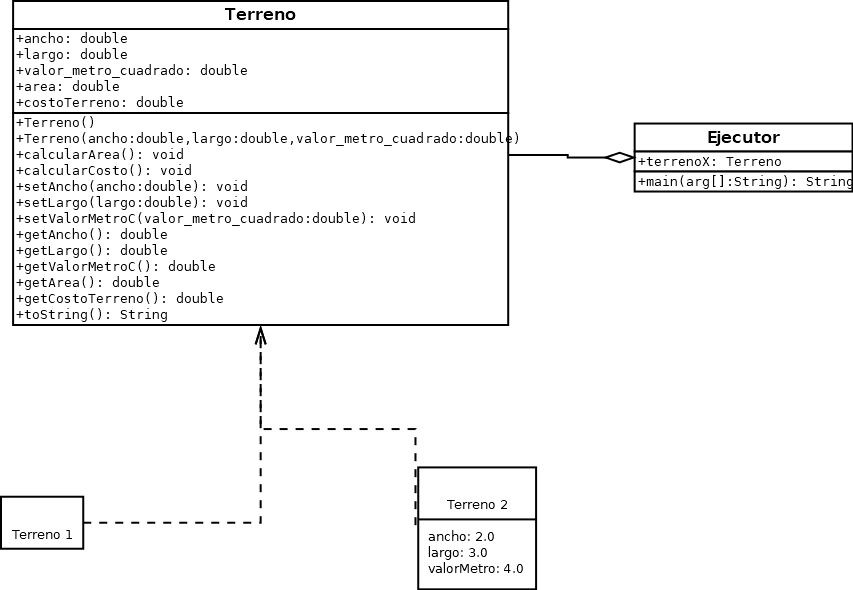 Terreno
+ancho: double
+largo: double
+valor_metro_cuadrado: double
+area: double
+costoTerreno: double
+Terreno()
+Terreno(ancho:double,largo:double,valor_metro_cuadrado:double)
+calcularArea(): void
+calcularCosto(): void
+setAncho(ancho:double): void
+setLargo(largo:double): void
+setValorMetroC(valor_metro_cuadrado:double): void
+getAncho(): double
+getLargo(): double
+getValorMetroC(): double
+getArea(): double
+getCostoTerreno(): double
+toString(): String
Ejecutor
+terrenoX: Terreno
+main(arg[]:String): String
Terreno 1
Terreno 2
ancho: 2.0
largo: 3.0
valorMetro: 4.0